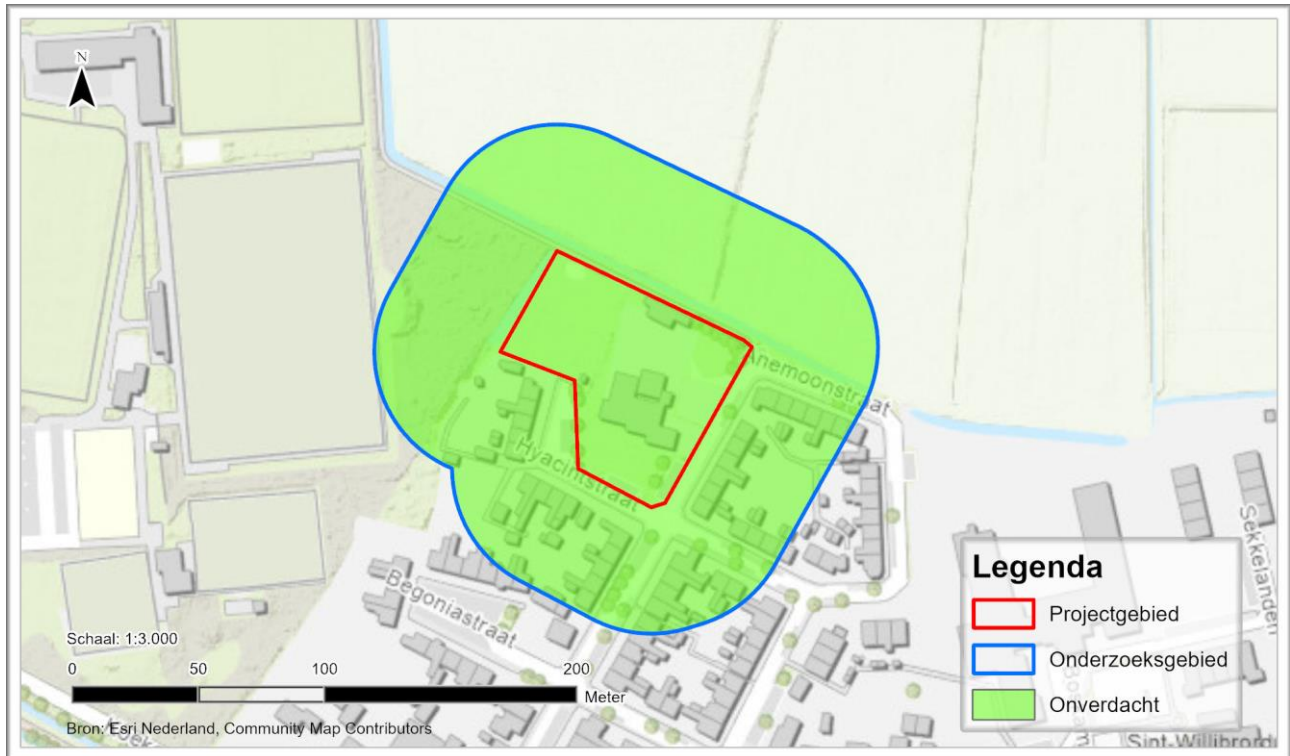 N
Anemoonstraat
Hyacintstraat
Begoniastraat
Sekkelanden
Schaal: 1:3.000
0 50 100 200
Meter
Bron: Esri Nederland, Community Map Contributors
Legenda
Projectgebied
Onderzoeksgebied
Onverdacht
Sint-Willibrord